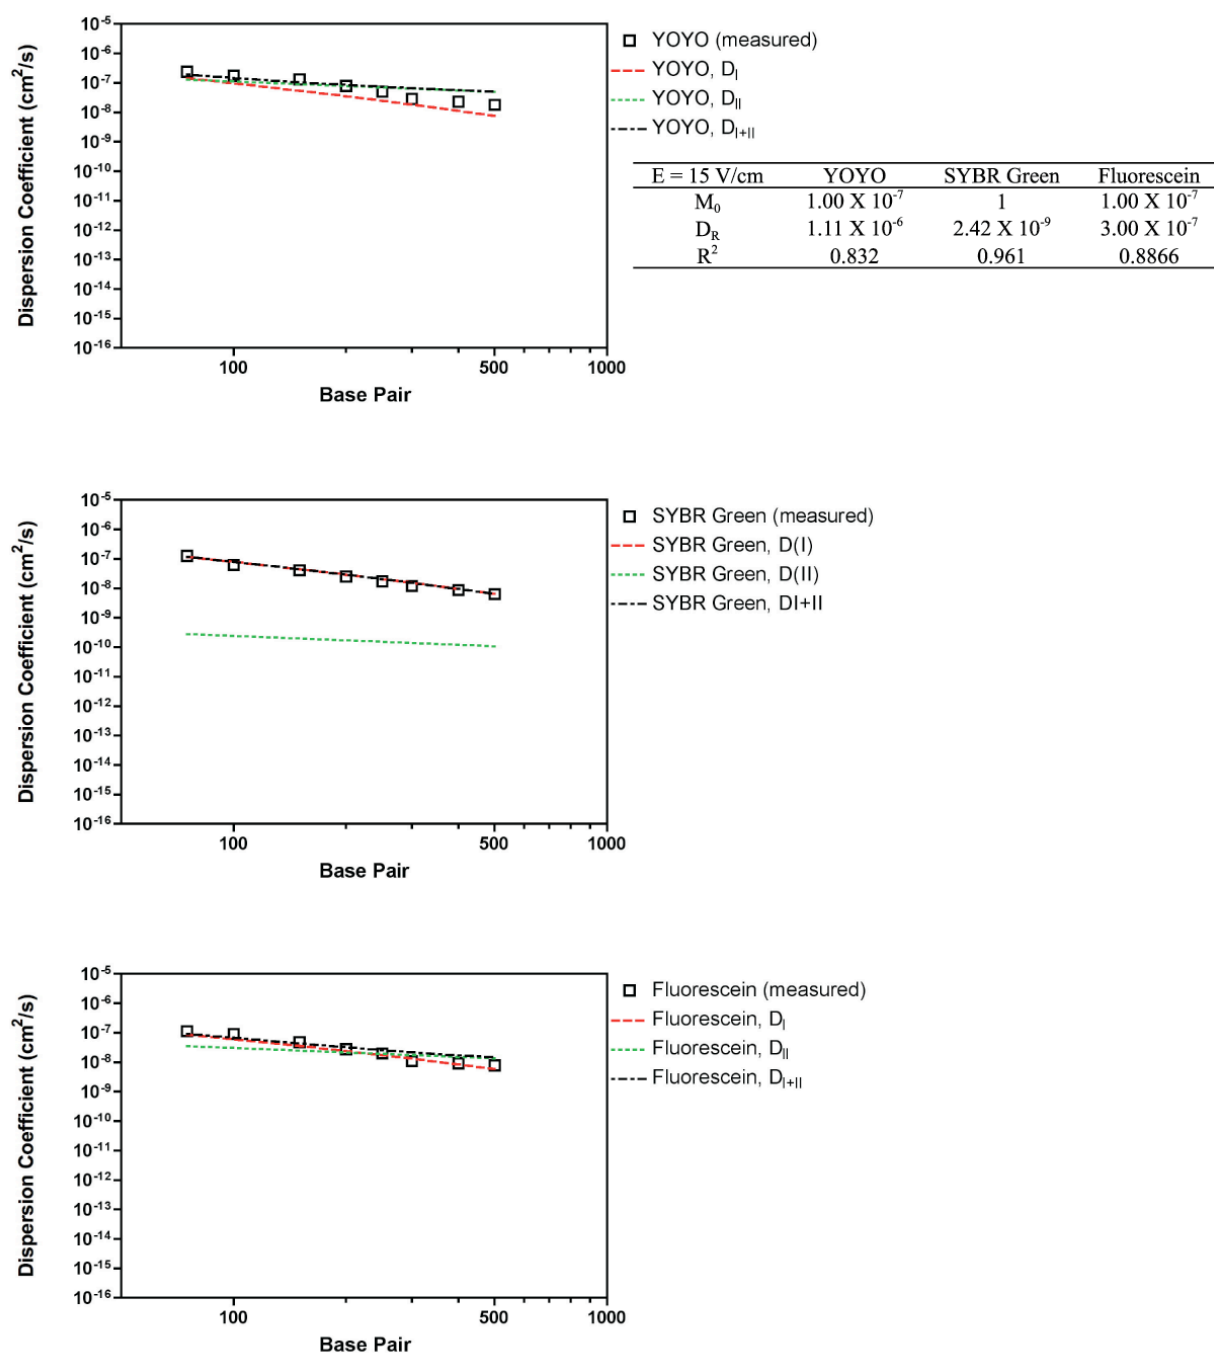 Dispersion Coefficient (cm²/s)
10⁻⁵
10⁻⁶
10⁻⁷
10⁻⁸
10⁻⁹
10⁻¹⁰
10⁻¹¹
10⁻¹²
10⁻¹³
10⁻¹⁴
10⁻¹⁵
10⁻¹⁶
100 500 1000
Base Pair
YOYO (measured)
YOYO, D_I
YOYO, D_II
YOYO, D_I+II
E = 15 V/cm YOYO SYBR Green Fluorescein
M₀ 1.00 X 10⁻⁷ 1 1.00 X 10⁻⁷
D_R 1.11 X 10⁻⁶ 2.42 X 10⁻⁹ 3.00 X 10⁻⁷
R² 0.832 0.961 0.8866
Dispersion Coefficient (cm²/s)
10⁻⁵
10⁻⁶
10⁻⁷
10⁻⁸
10⁻⁹
10⁻¹⁰
10⁻¹¹
10⁻¹²
10⁻¹³
10⁻¹⁴
10⁻¹⁵
10⁻¹⁶
100 500 1000
Base Pair
SYBR Green (measured)
SYBR Green, D(I)
SYBR Green, D(II)
SYBR Green, DI+II
Dispersion Coefficient (cm²/s)
10⁻⁵
10⁻⁶
10⁻⁷
10⁻⁸
10⁻⁹
10⁻¹⁰
10⁻¹¹
10⁻¹²
10⁻¹³
10⁻¹⁴
10⁻¹⁵
10⁻¹⁶
100 500 1000
Base Pair
Fluorescein (measured)
Fluorescein, D_I
Fluorescein, D_II
Fluorescein, D_I+II